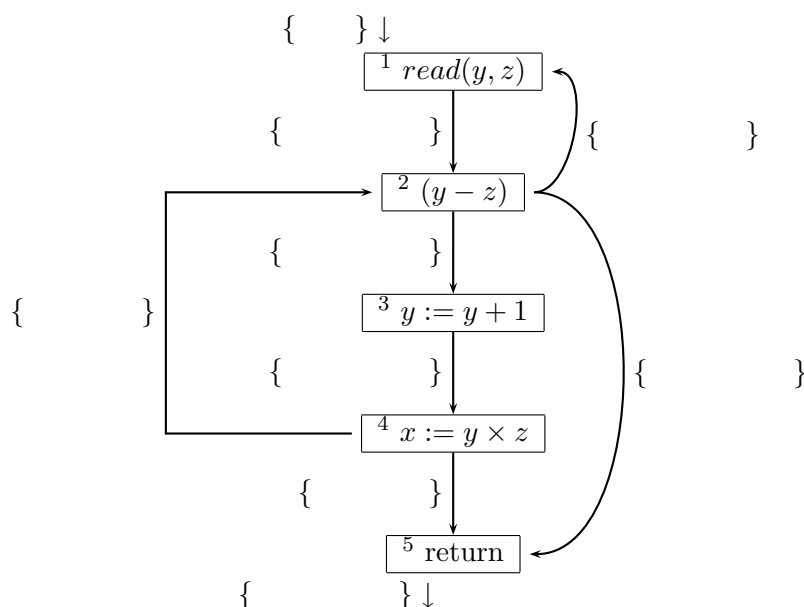 { } ↓
1 read(y, z)
{ } { }
2 (y − z)
{ }
3 y := y + 1
{ }
{ } { }
4 x := y × z
{ }
5 return
{ } ↓